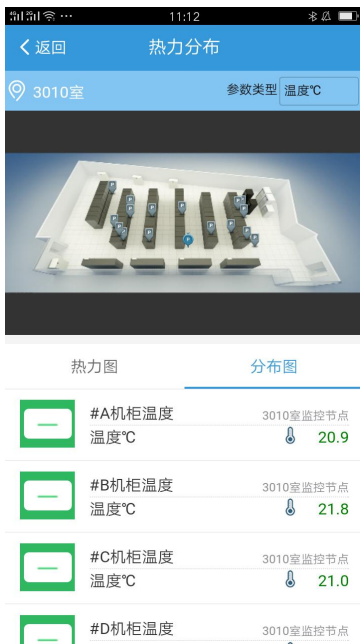 11:12
返回
热力分布
3010室
参数类型 温度℃
热力图
分布图
#A机柜温度
3010室监控节点
温度℃
20.9
#B机柜温度
3010室监控节点
温度℃
21.8
#C机柜温度
3010室监控节点
温度℃
21.0
#D机柜温度
3010室监控节点